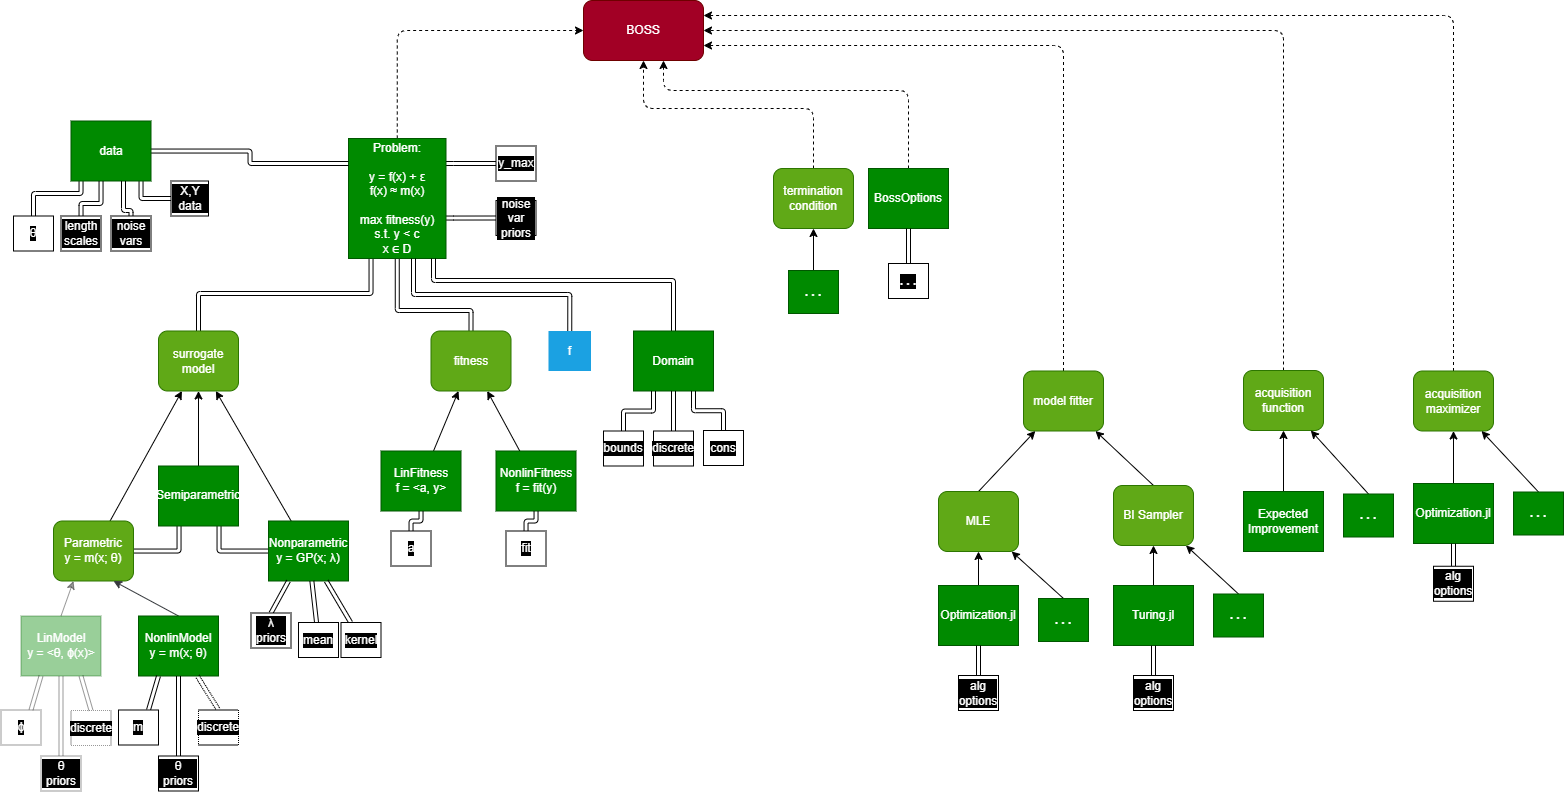 BOSS
data
Problem:
y = f(x) + ε
f(x) ≈ m(x)
max fitness(y)
s.t. y < c
x ∈ D
y_max
noise
var
priors
θ
length
scales
noise
vars
X,Y
data
termination
condition
. . .
BossOptions
. . .
surrogate
model
fitness
f
Domain
bounds
discrete
cons
Semiparametric
Parametric
y = m(x; θ)
Nonparametric
y = GP(x; λ)
LinFitness
f = <a, y>
a
NonlinFitness
f = fit(y)
fit
λ
priors
mean
kernel
LinModel
y = <θ, ϕ(x)>
NonlinModel
y = m(x; θ)
ϕ
discrete
m
discrete
θ
priors
θ
priors
model fitter
MLE
BI Sampler
Optimization.jl
. . .
Turing.jl
. . .
alg
options
alg
options
acquisition
function
Expected
Improvement
. . .
acquisition
maximizer
Optimization.jl
. . .
alg
options